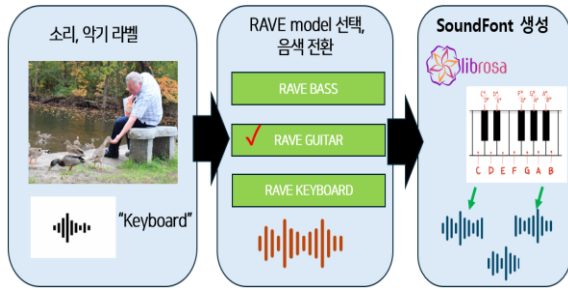 소리, 악기 라벨
"Keyboard"
RAVE model 선택,
음색 전환
RAVE BASS
RAVE GUITAR
RAVE KEYBOARD
SoundFont 생성
librosa
C D E F G A B